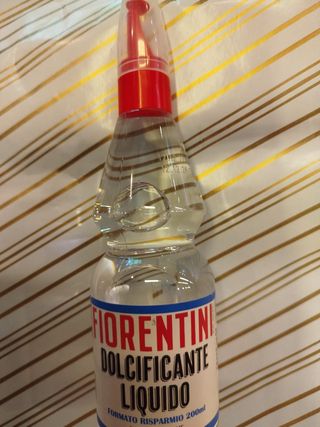 FIORENTINI
DOLCIFICANTE
LIQUIDO
FORMATO RISPARMIO 200ml